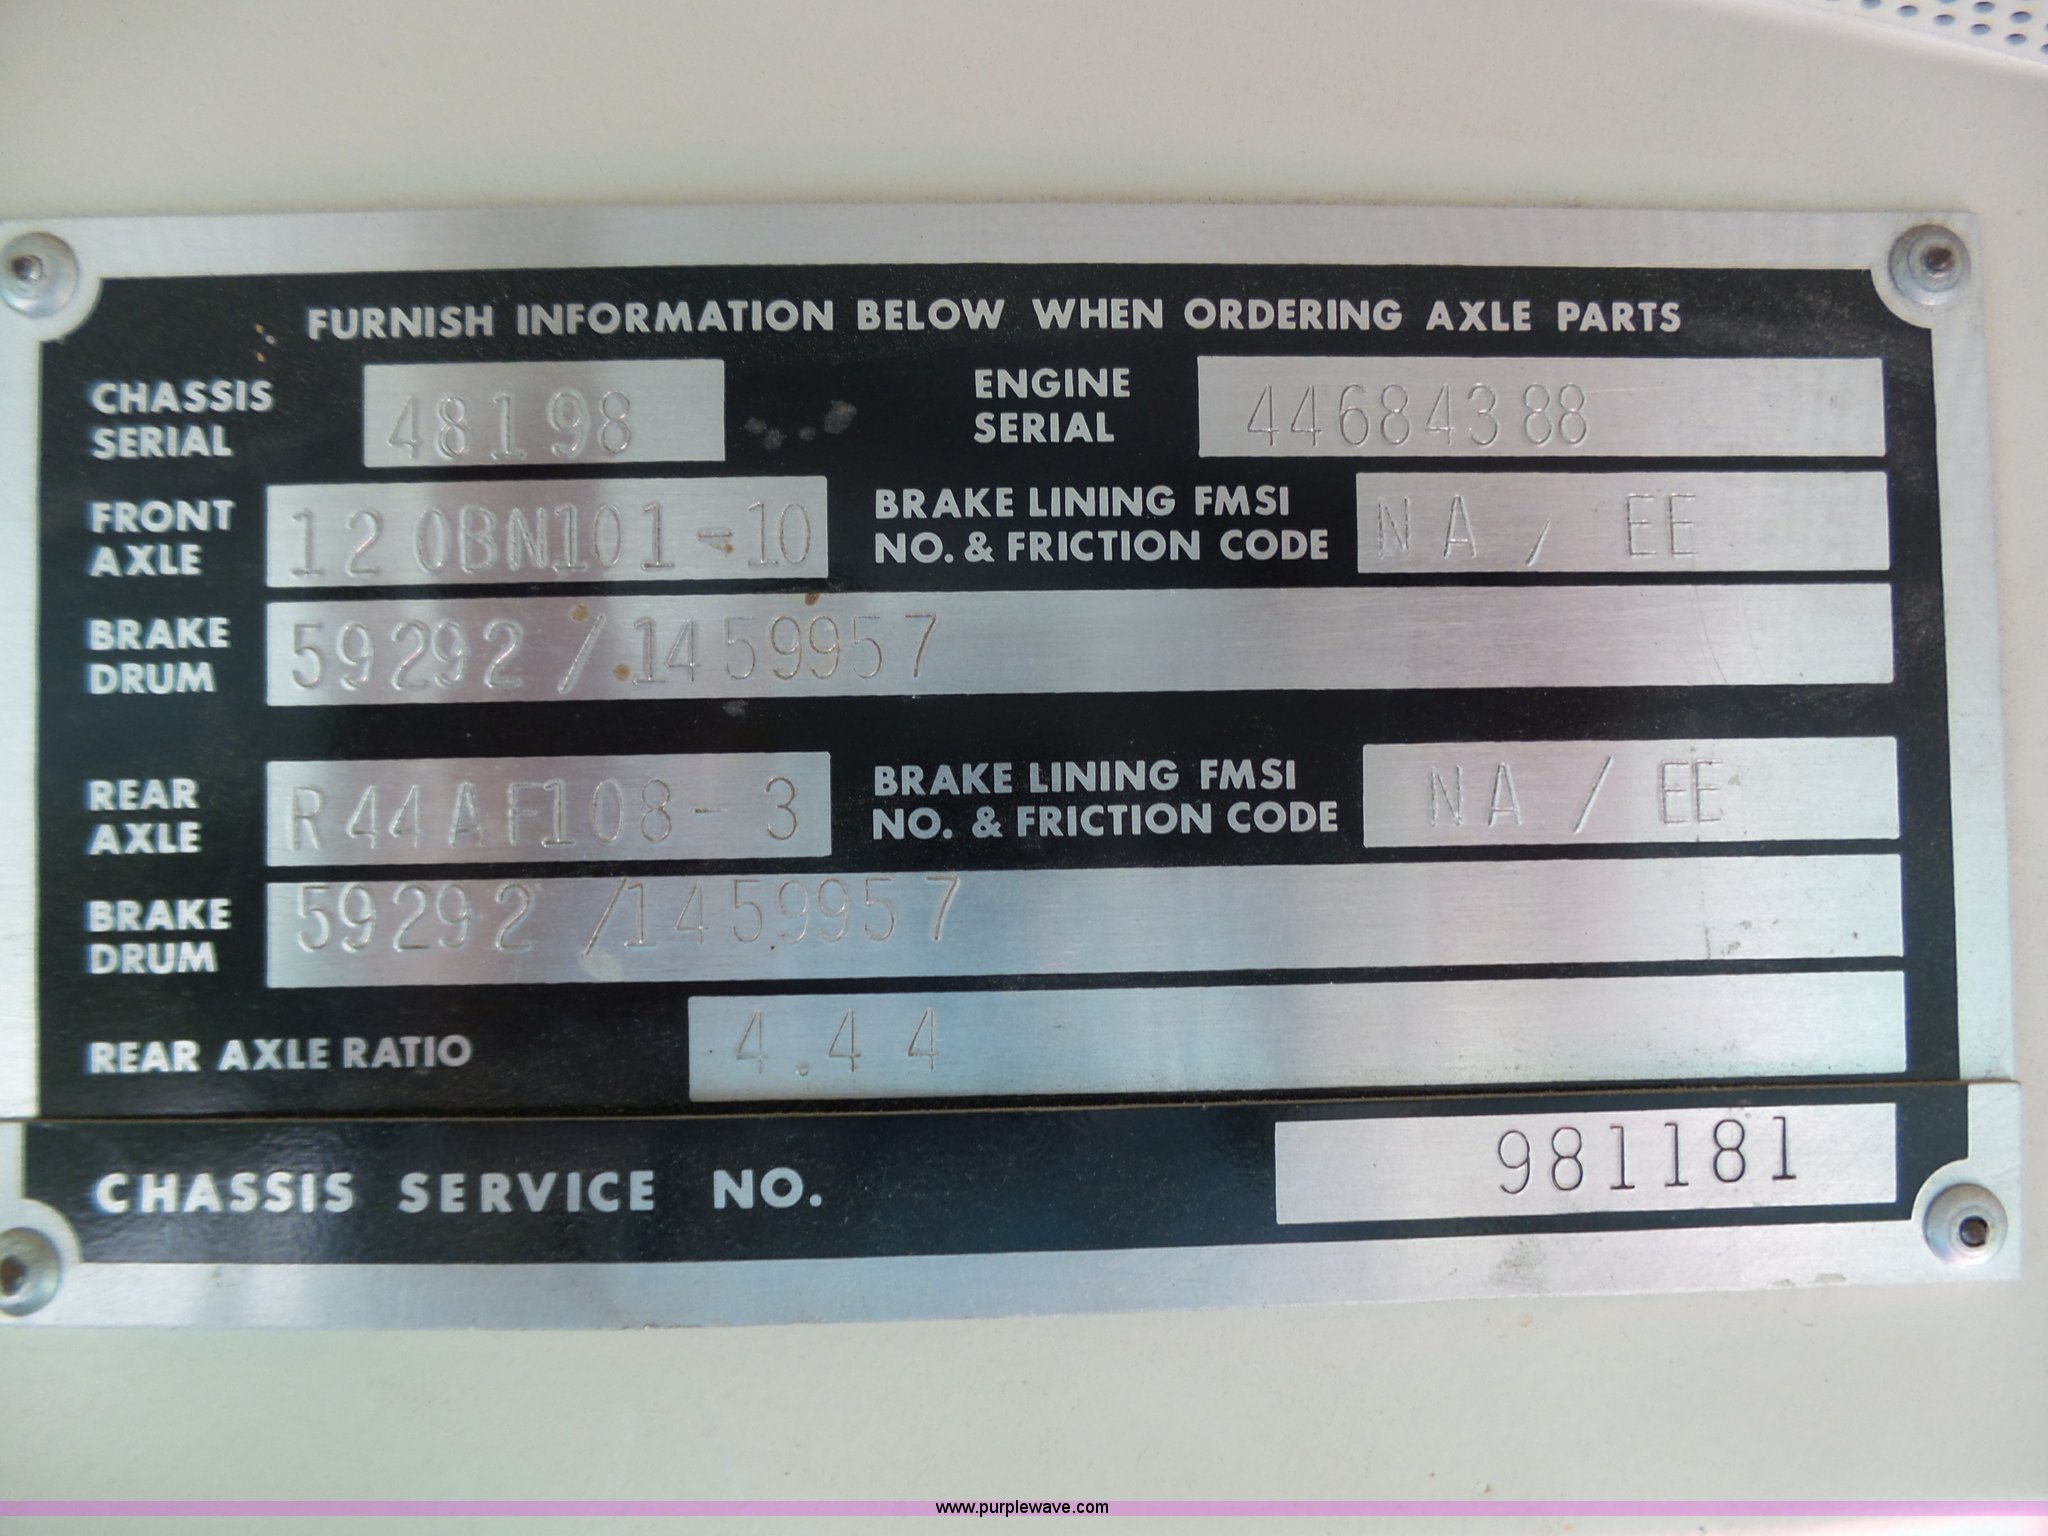 FURNISH INFORMATION BELOW WHEN ORDERING AXLE PARTS
CHASSIS SERIAL 48198 ENGINE SERIAL 44684388
FRONT AXLE 120BN101-10 BRAKE LINING FMSI NO. & FRICTION CODE NA / EE
BRAKE DRUM 59292 / 1459957
REAR AXLE R44AF108-3 BRAKE LINING FMSI NO. & FRICTION CODE NA / EE
BRAKE DRUM 59292 / 1459957
REAR AXLE RATIO 4.44
CHASSIS SERVICE NO. 981181
www.purplewave.com